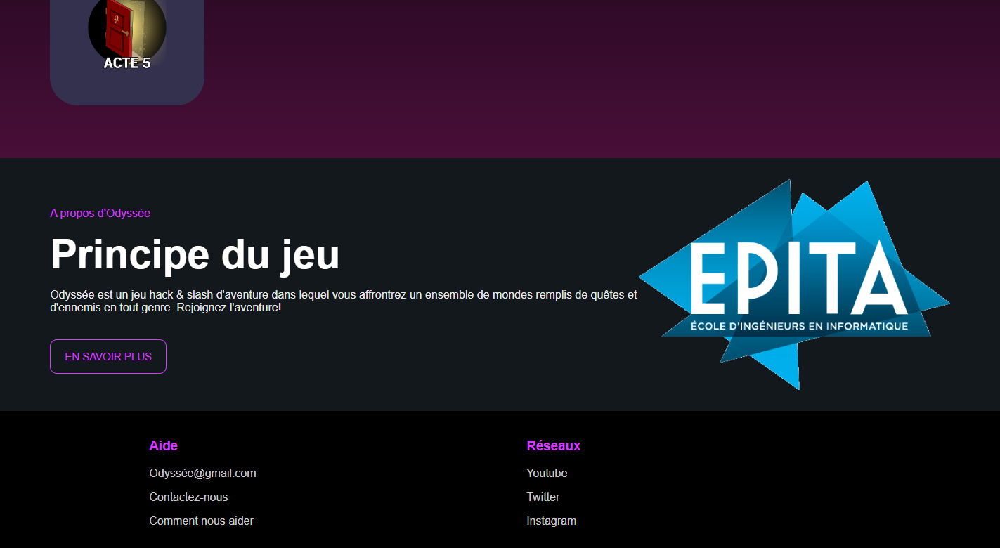 ACTE 5
A propos d'Odyssée
Principe du jeu
Odyssée est un jeu hack & slash d'aventure dans lequel vous affrontrez un ensemble de mondes remplis de quêtes et
d'ennemis en tout genre. Rejoignez l'aventure!
EN SAVOIR PLUS
EPITA
ÉCOLE D'INGÉNIEURS EN INFORMATIQUE
Aide
Odyssée@gmail.com
Contactez-nous
Comment nous aider
Réseaux
Youtube
Twitter
Instagram